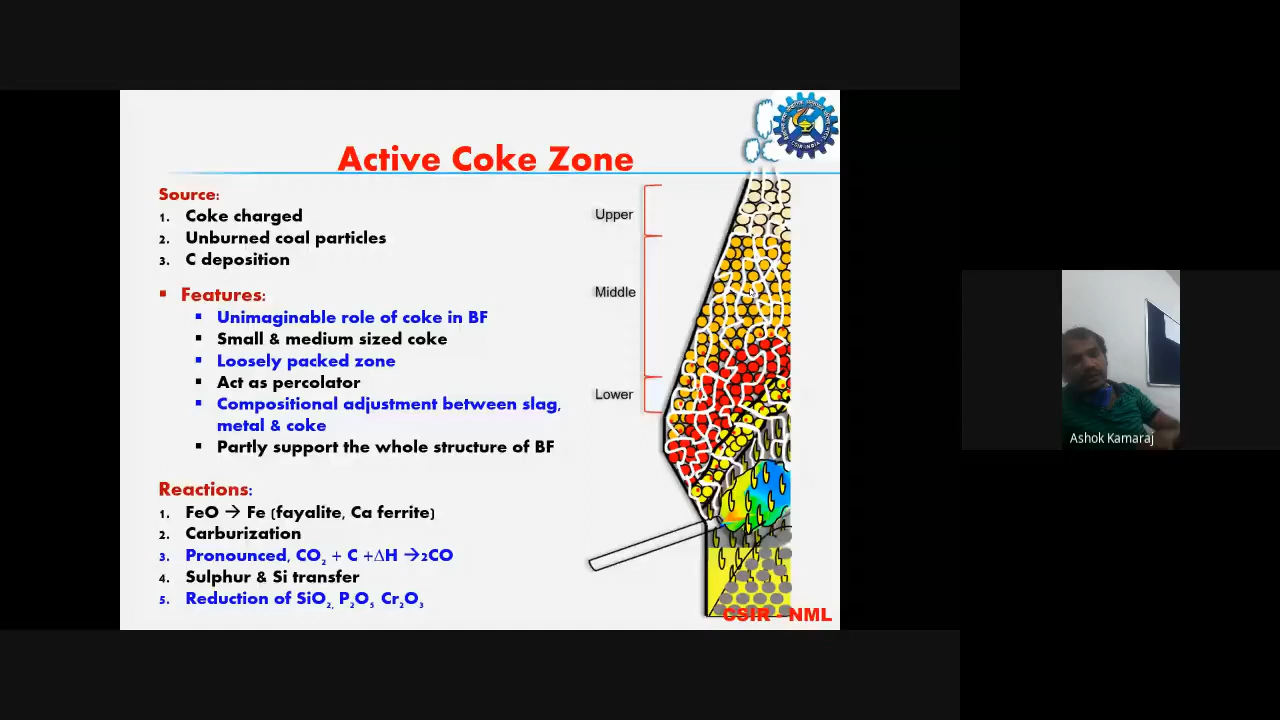 Active Coke Zone
Source:
1. Coke charged
2. Unburned coal particles
3. C deposition
▪ Features:
▪ Unimaginable role of coke in BF
▪ Small & medium sized coke
▪ Loosely packed zone
▪ Act as percolator
▪ Compositional adjustment between slag,
metal & coke
▪ Partly support the whole structure of BF
Reactions:
1. FeO → Fe (fayalite, Ca ferrite)
2. Carburization
3. Pronounced, CO₂ + C +∆H →2CO
4. Sulphur & Si transfer
5. Reduction of SiO₂, P₂O₅ Cr₂O₃
Upper
Middle
Lower
CSIR - NML
Ashok Kamaraj